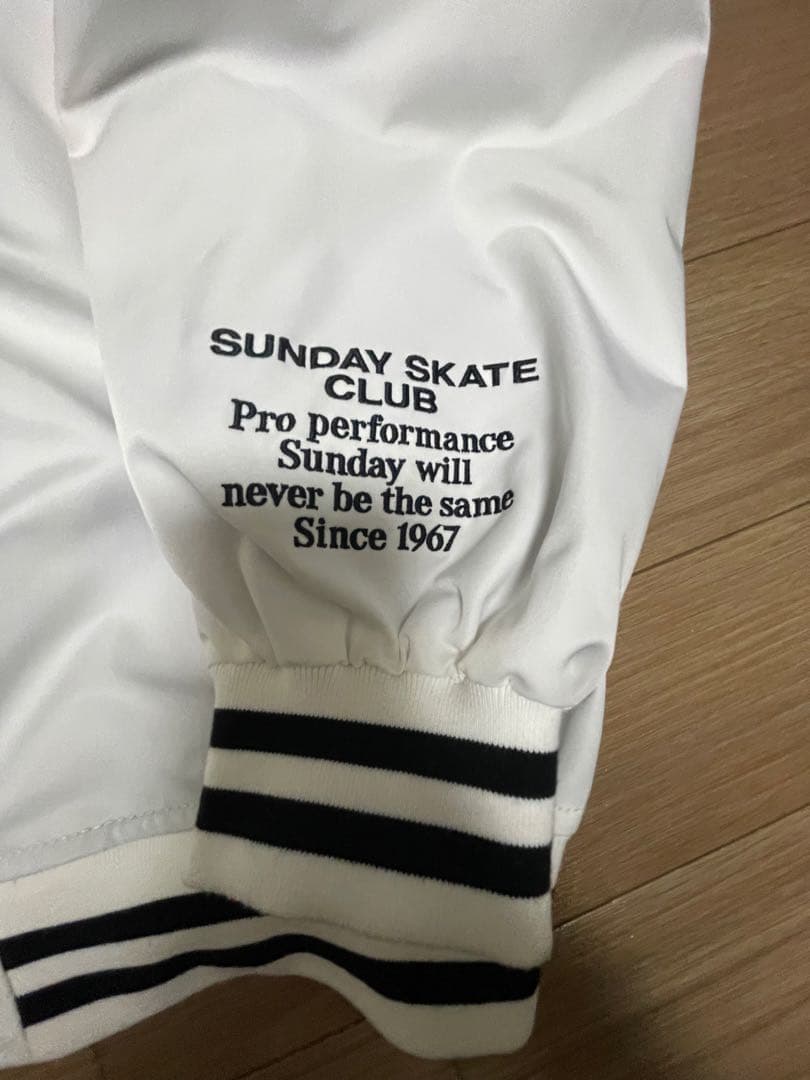 SUNDAY SKATE
CLUB
Pro performance
Sunday will
never be the same
Since 1967